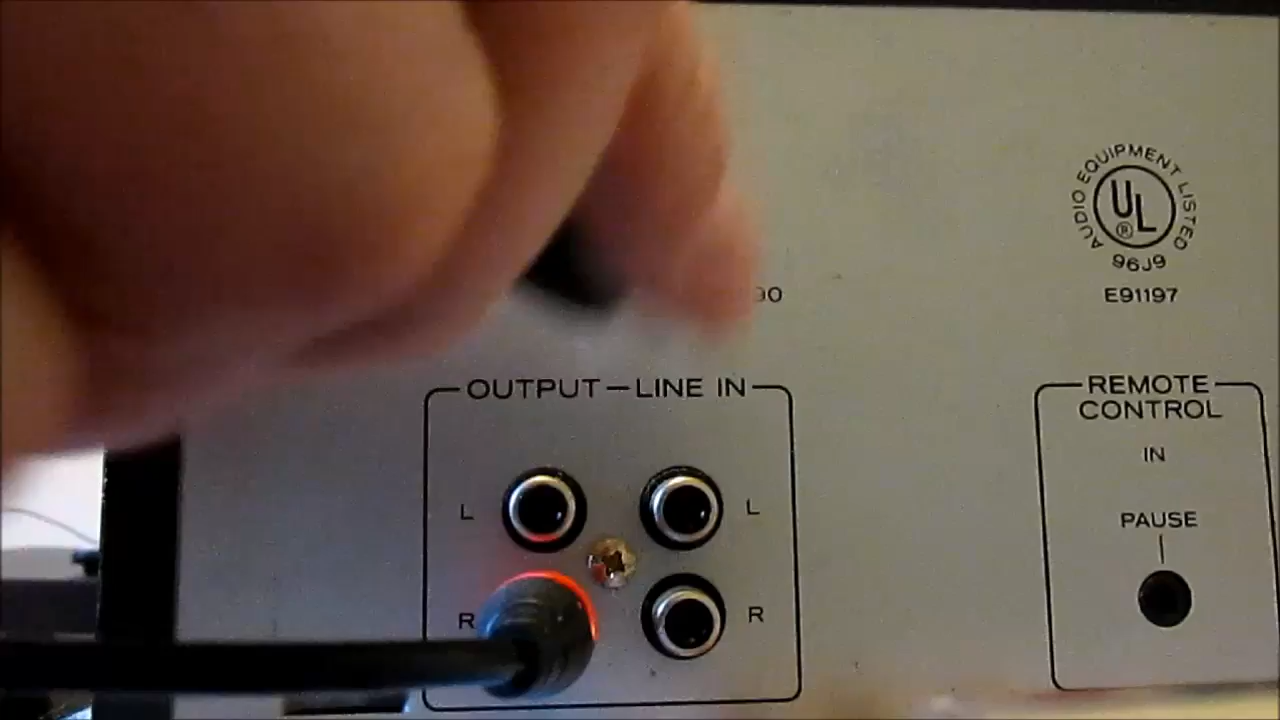 AUDIO EQUIPMENT LISTED
UL
®
96J9
E91197
OUTPUT — LINE IN
L
L
R
R
REMOTE
CONTROL
IN
PAUSE